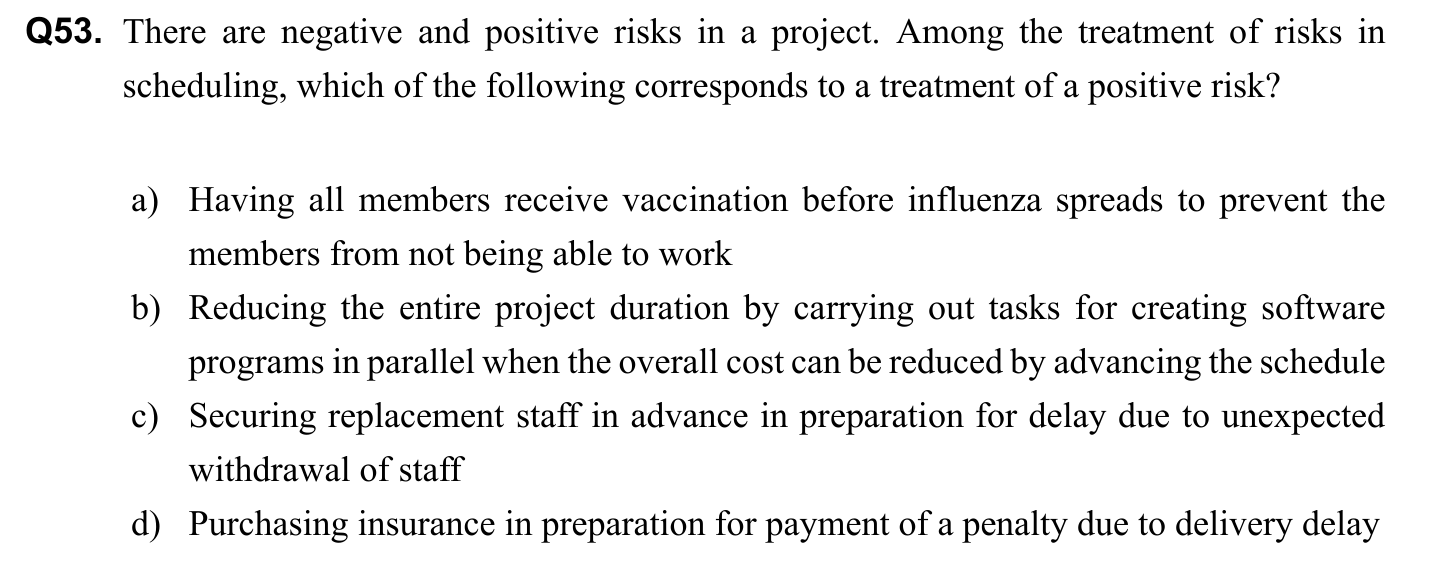 Q53. There are negative and positive risks in a project. Among the treatment of risks in
scheduling, which of the following corresponds to a treatment of a positive risk?
a) Having all members receive vaccination before influenza spreads to prevent the
members from not being able to work
b) Reducing the entire project duration by carrying out tasks for creating software
programs in parallel when the overall cost can be reduced by advancing the schedule
c) Securing replacement staff in advance in preparation for delay due to unexpected
withdrawal of staff
d) Purchasing insurance in preparation for payment of a penalty due to delivery delay